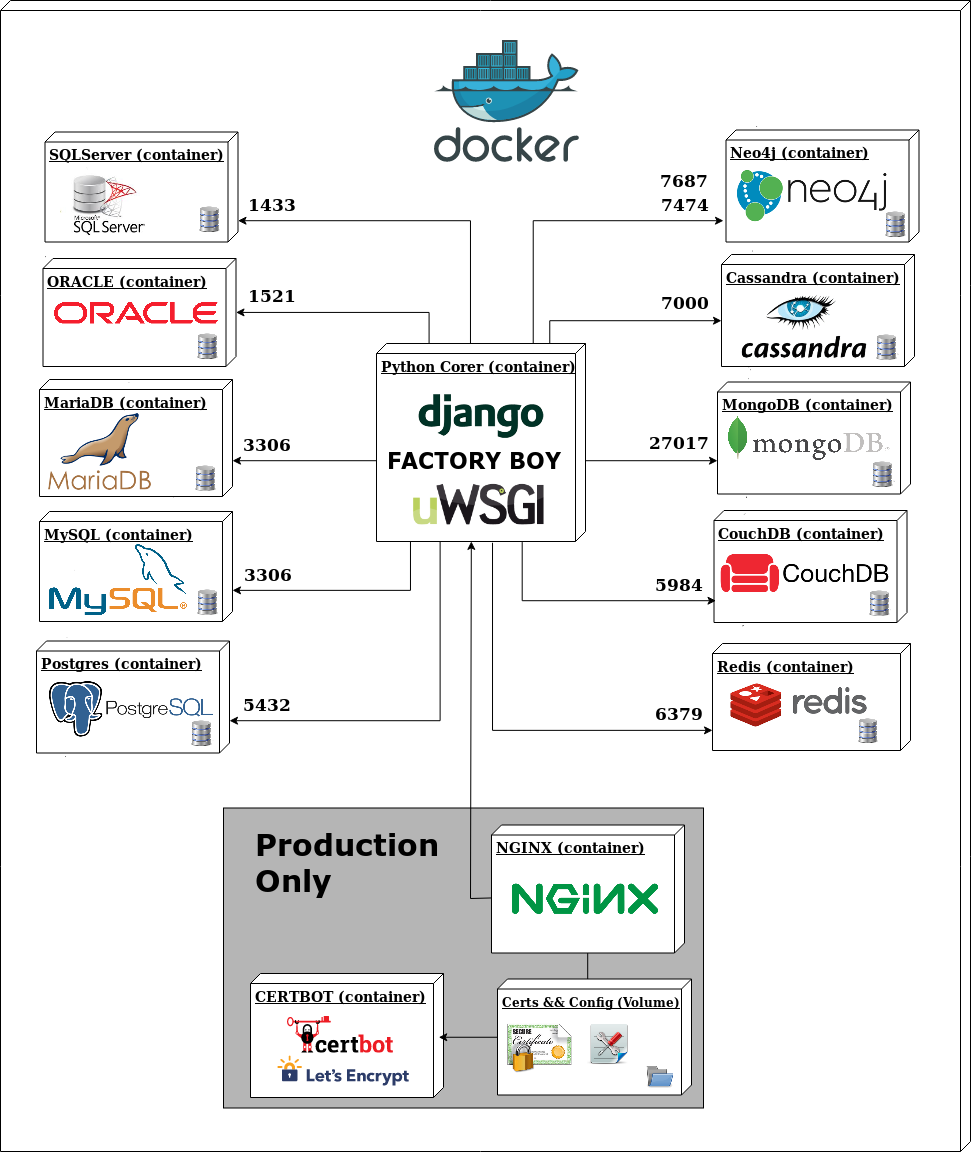 docker
SQLServer (container)
Microsoft
SQL Server
1433
ORACLE (container)
ORACLE
1521
MariaDB (container)
MariaDB
3306
MySQL (container)
MySQL
3306
Postgres (container)
PostgreSQL
5432
Python Corer (container)
django
FACTORY BOY
uWSGI
7687
7474
Neo4j (container)
neo4j
7000
Cassandra (container)
cassandra
27017
MongoDB (container)
mongoDB
5984
CouchDB (container)
CouchDB
6379
Redis (container)
redis
Production
Only
NGINX (container)
NGINX
CERTBOT (container)
certbot
Let's Encrypt
Certs && Config (Volume)
SECURE
Certificate